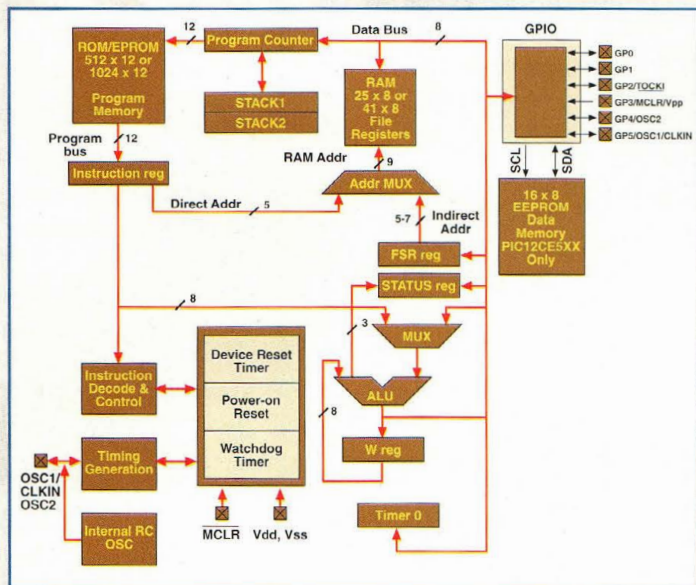 Data Bus
8
GPIO
12
ROM/EPROM
512 x 12 or
1024 x 12
Program
Memory
Program Counter
STACK1
STACK2
RAM
25 x 8 or
41 x 8
File
Registers
GP0
GP1
GP2/TOCKI
GP3/MCLR/Vpp
GP4/OSC2
GP5/OSC1/CLKIN
SCL
SDA
Program
bus
12
RAM Addr
9
Instruction reg
Addr MUX
Direct Addr
5
5-7
Indirect
Addr
16 x 8
EEPROM
Data
Memory
PIC12CE5XX
Only
FSR reg
STATUS reg
8
3
MUX
Device Reset
Timer
Instruction
Decode &
Control
Power-on
Reset
ALU
8
Timing
Generation
Watchdog
Timer
W reg
OSC1/
CLKIN
OSC2
Internal RC
OSC
MCLR
Vdd, Vss
Timer 0